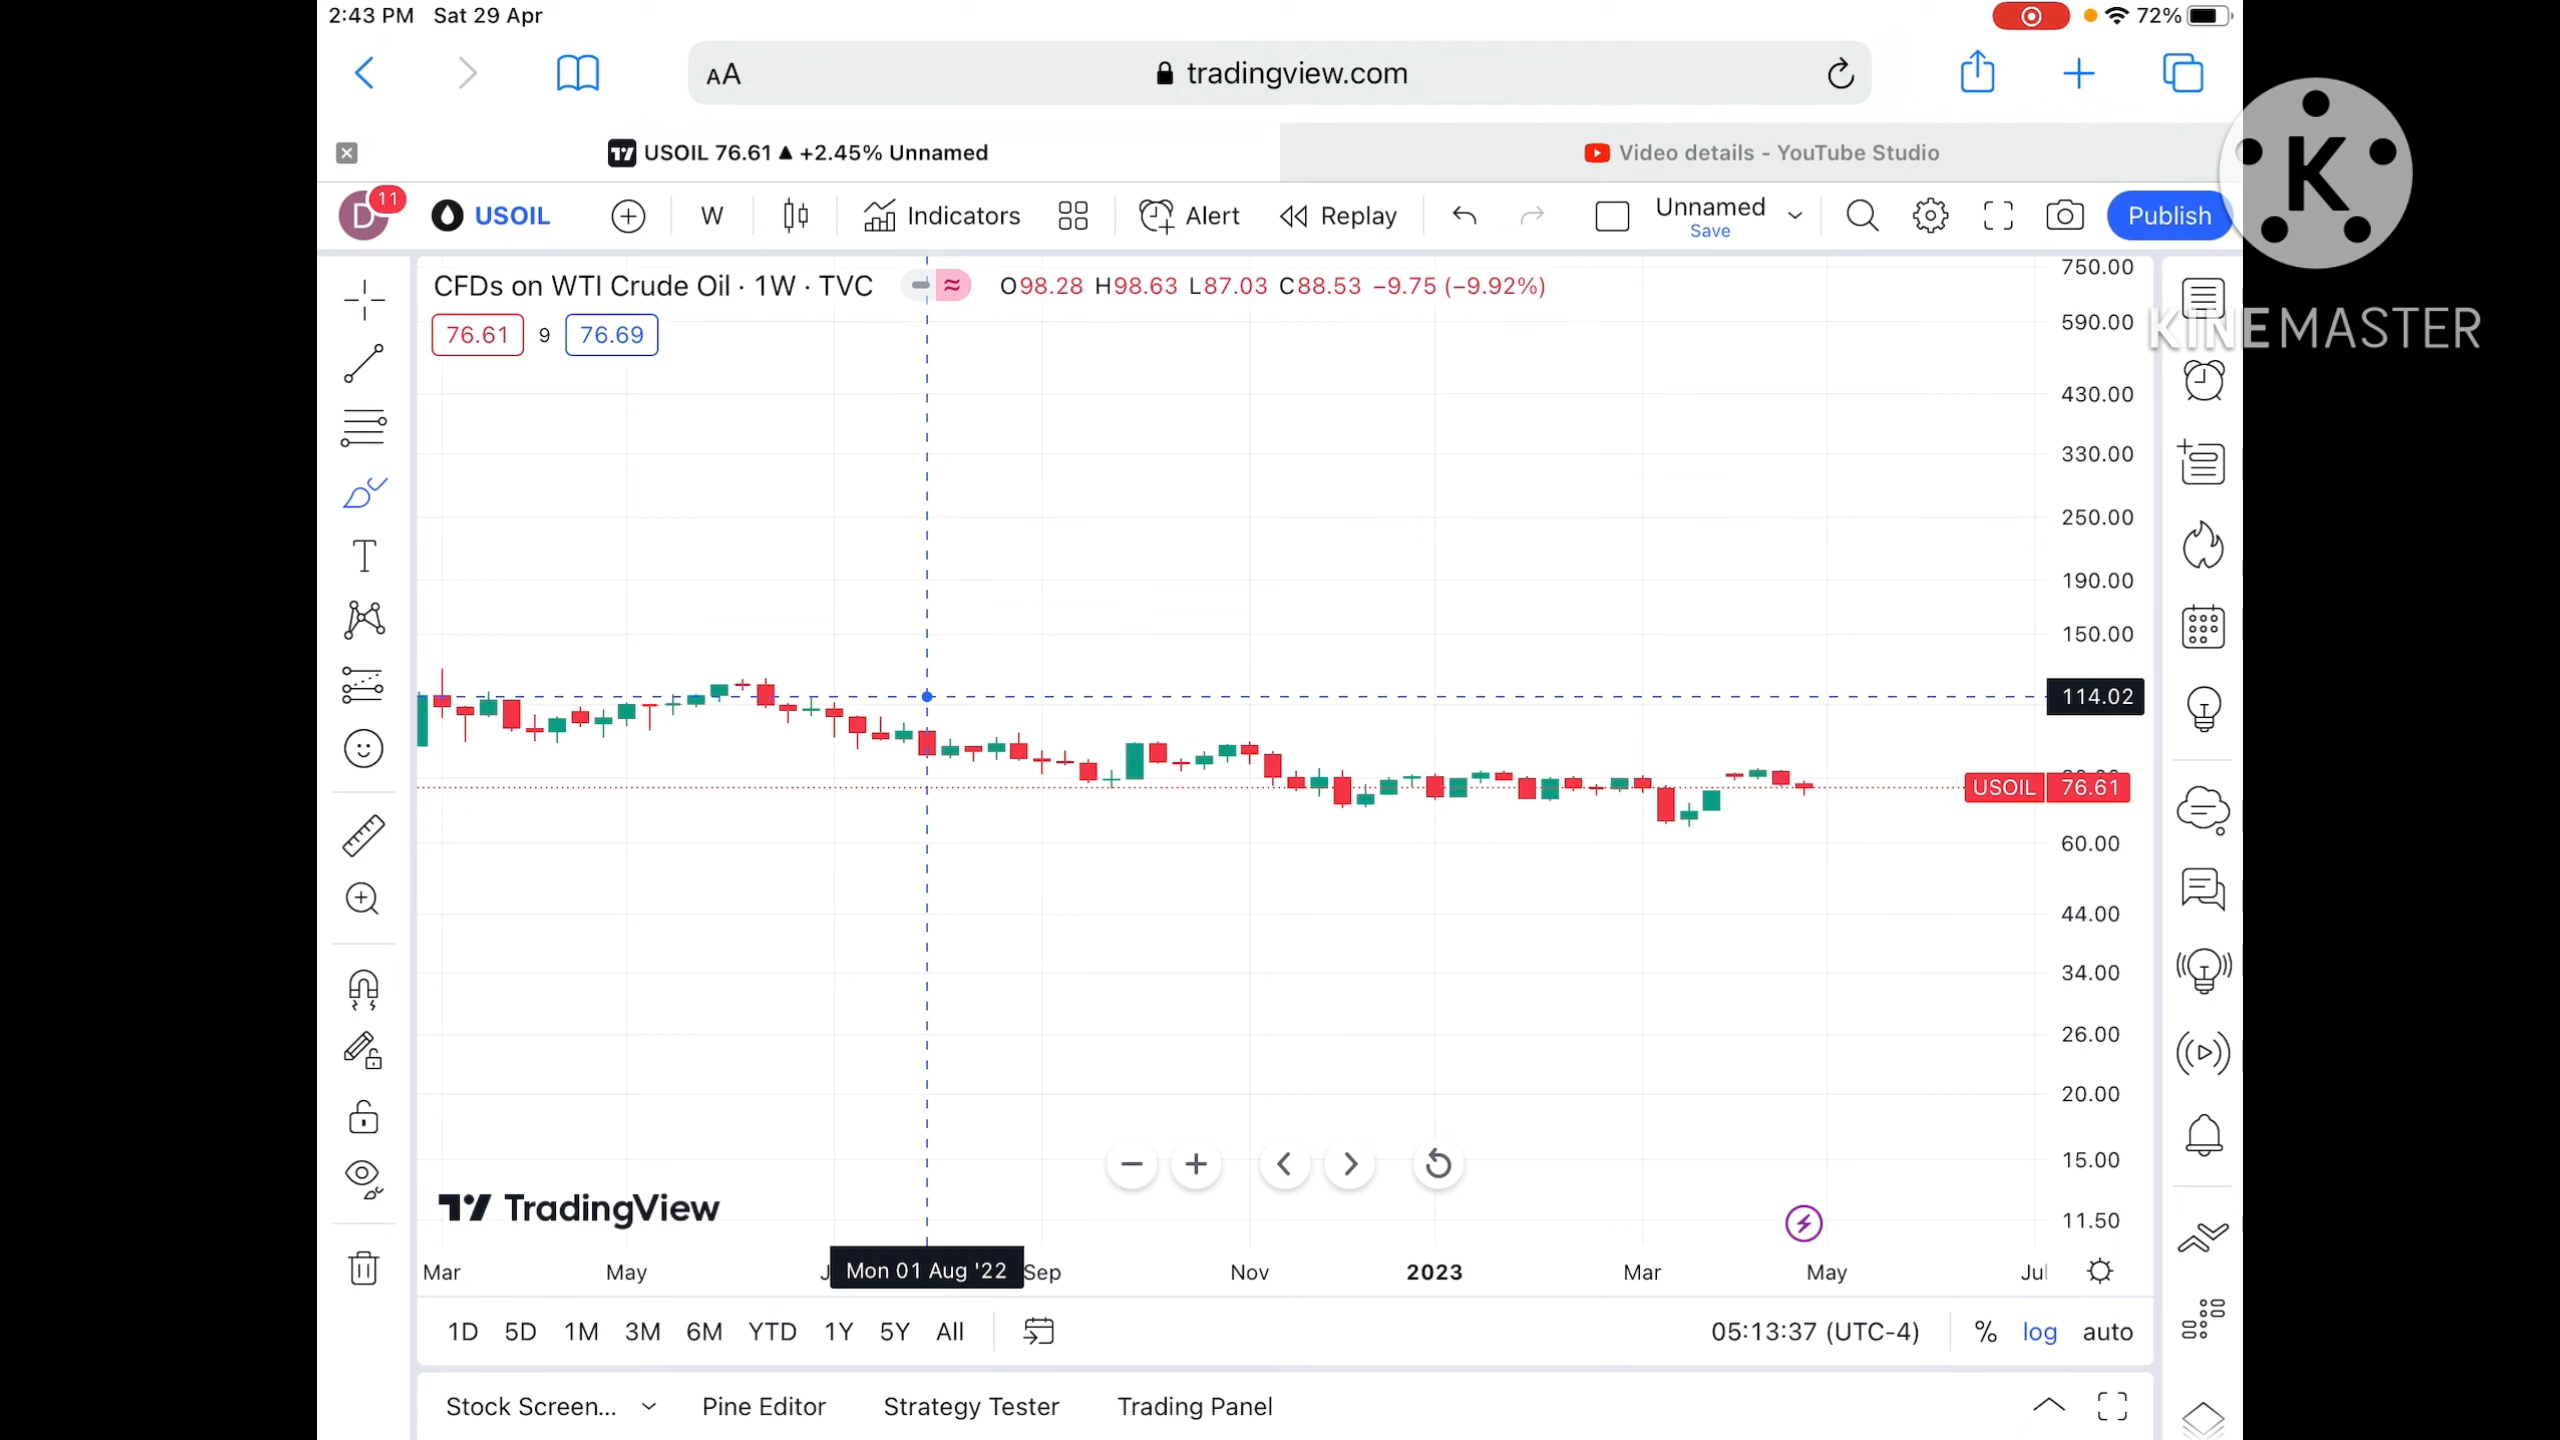 2:43 PM Sat 29 Apr
72%
AA tradingview.com
USOIL 76.61 ▲ +2.45% Unnamed
Video details - YouTube Studio
K
KINEMASTER
D 11 USOIL W Indicators Alert Replay Unnamed Save Publish
CFDs on WTI Crude Oil · 1W · TVC O98.28 H98.63 L87.03 C88.53 −9.75 (−9.92%)
76.61 9 76.69
750.00
590.00
430.00
330.00
250.00
190.00
150.00
114.02
USOIL 76.61
60.00
44.00
34.00
26.00
20.00
15.00
11.50
TradingView
Mar May Mon 01 Aug '22 Sep Nov 2023 Mar May Jul
1D 5D 1M 3M 6M YTD 1Y 5Y All 05:13:37 (UTC-4) % log auto
Stock Screen... Pine Editor Strategy Tester Trading Panel